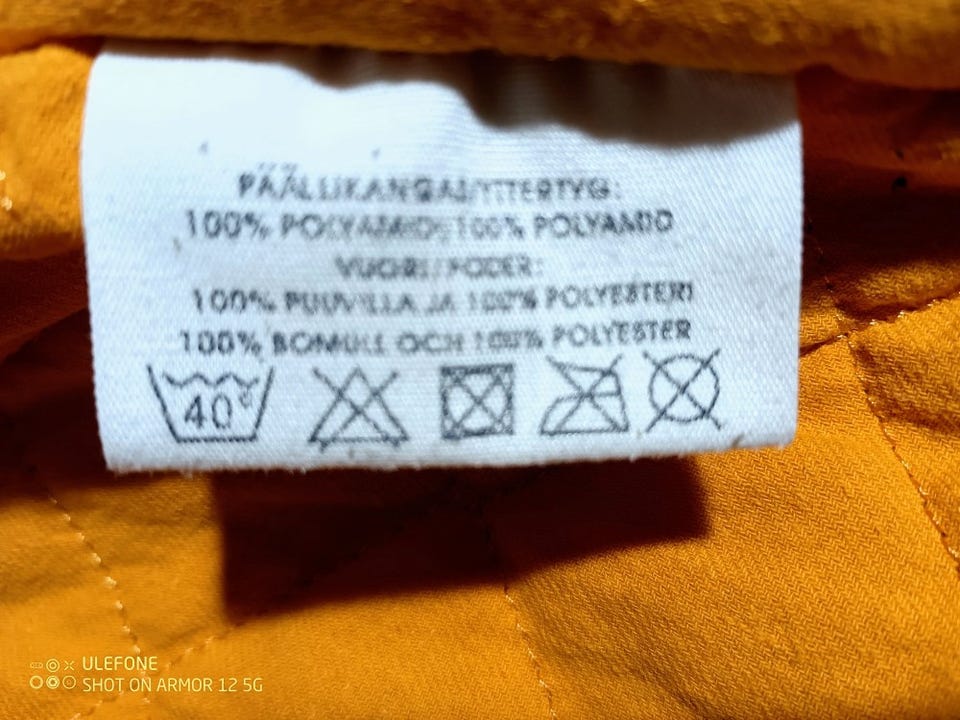 PÄÄLLIKANGAS/YTTERTYG:
100% POLYAMIDI/100% POLYAMID
VUORI/FODER:
100% PUUVILLA JA 100% POLYESTERI
100% BOMULL OCH 100% POLYESTER
40°
ULEFONE
SHOT ON ARMOR 12 5G